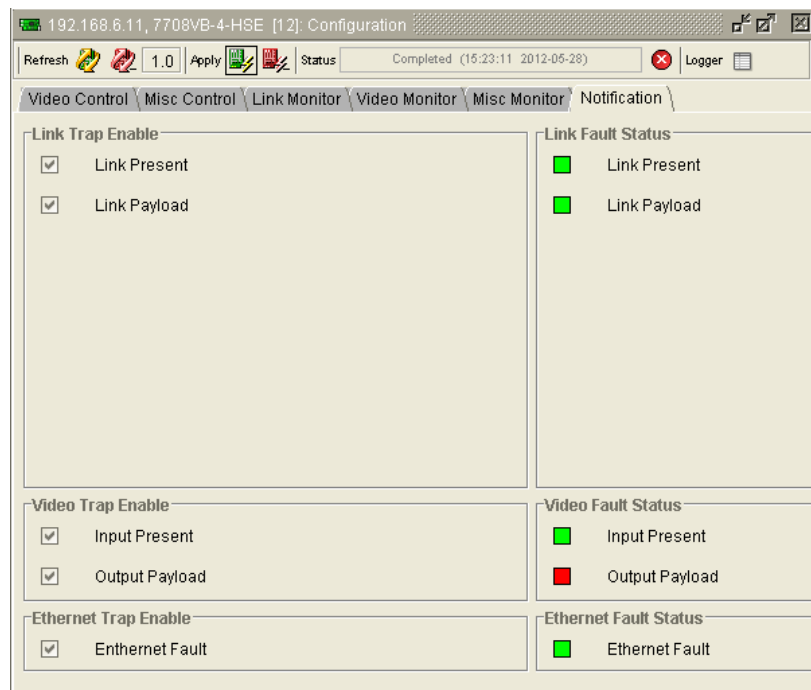 192.168.6.11, 7708VB-4-HSE [12]: Configuration
Refresh 1.0 Apply Status Completed (15:23:11 2012-05-28) Logger
Video Control Misc Control Link Monitor Video Monitor Misc Monitor Notification
Link Trap Enable Link Fault Status
Link Present Link Present
Link Payload Link Payload
Video Trap Enable Video Fault Status
Input Present Input Present
Output Payload Output Payload
Ethernet Trap Enable Ethernet Fault Status
Enthernet Fault Ethernet Fault